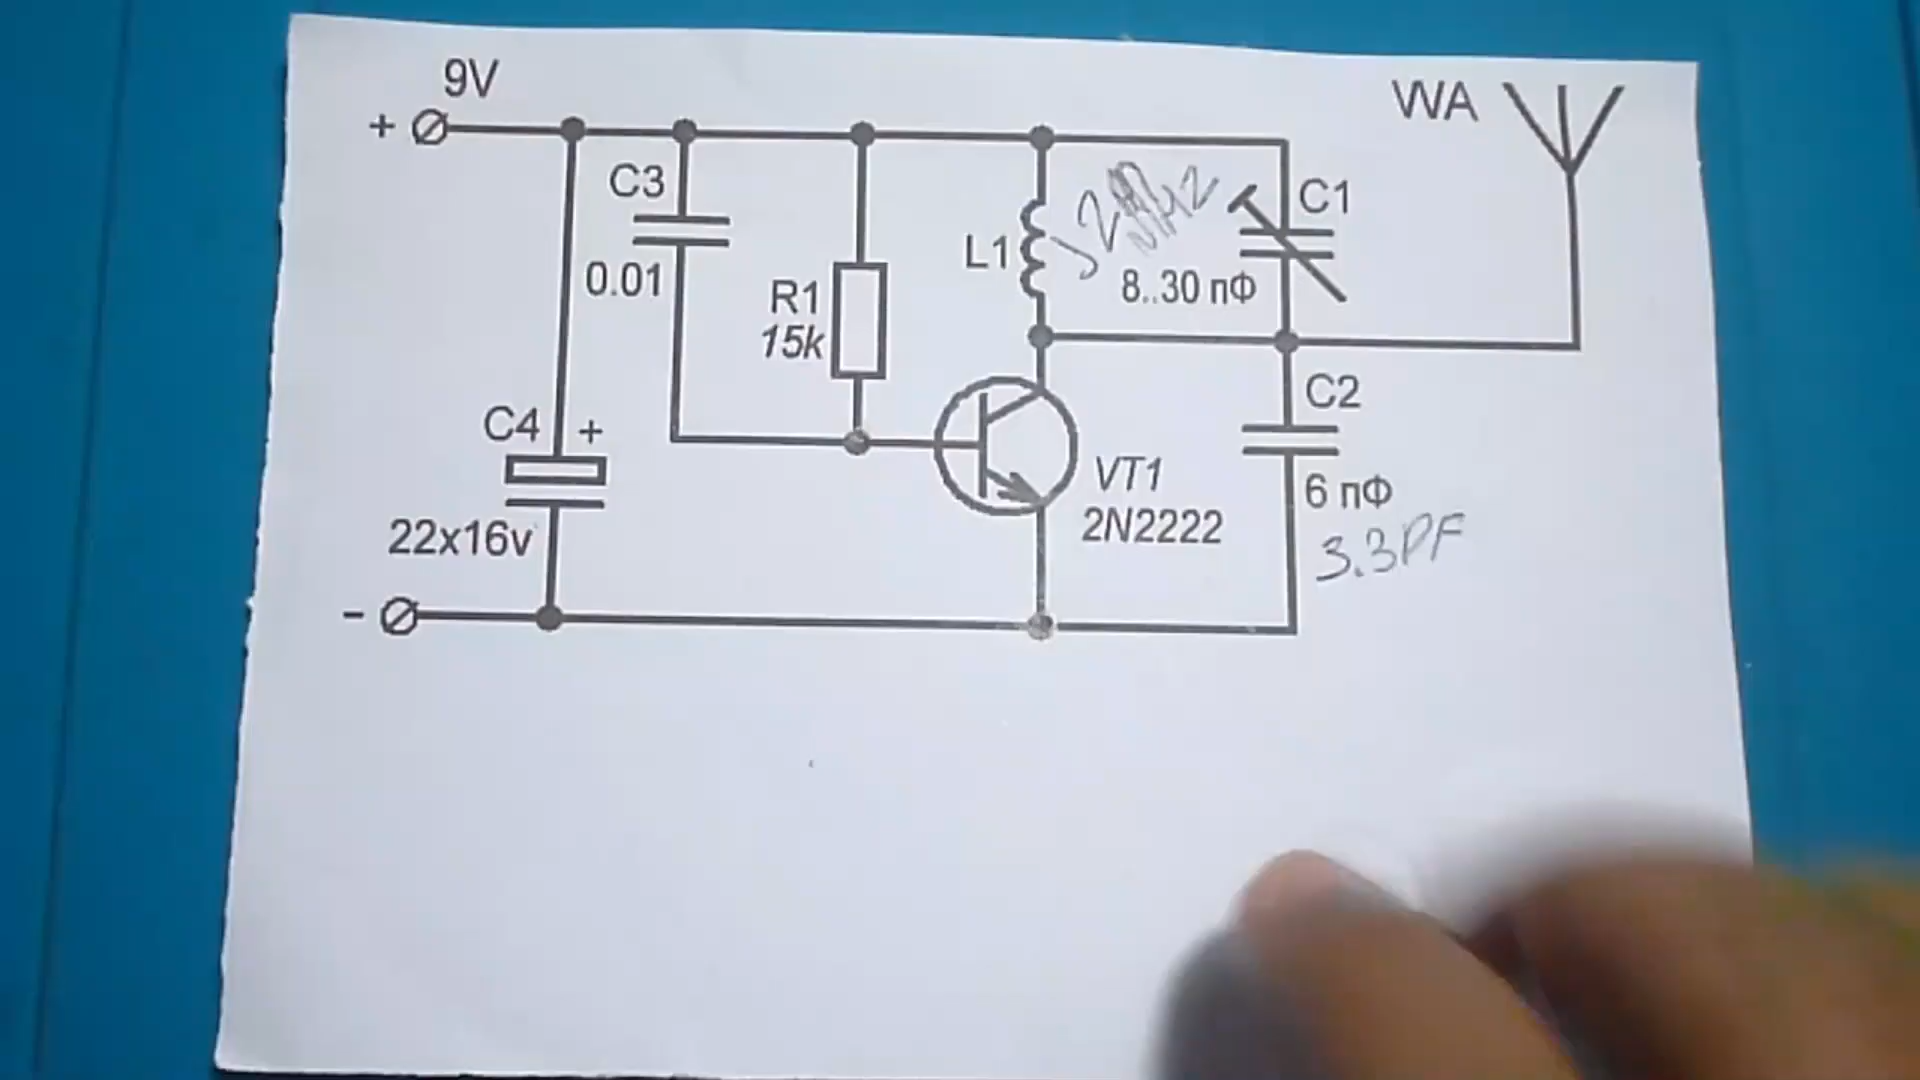 9V
WA
+
C3
C1
0.01
L1
8..30 пФ
R1
15k
C2
C4 +
VT1
6 пФ
22x16v
2N2222
3.3PF
-